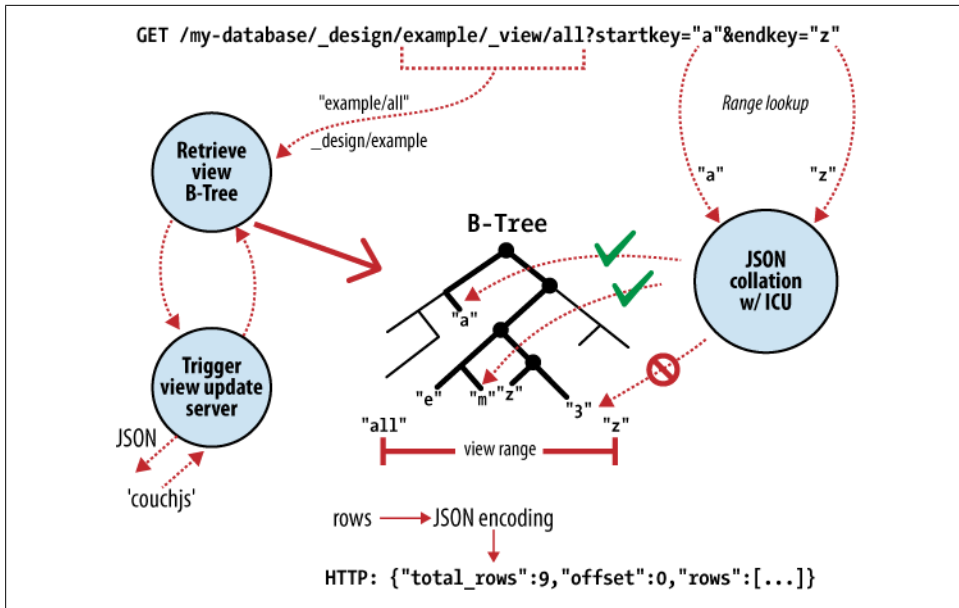 GET /my-database/_design/example/_view/all?startkey="a"&endkey="z"
"example/all"
_design/example
Range lookup
Retrieve
view
B-Tree
"a"
"z"
B-Tree
JSON
collation
w/ ICU
"a"
Trigger
view update
server
"e"
"m"
"z"
"3"
"all"
"z"
view range
JSON
'couchjs'
rows
JSON encoding
HTTP: {"total_rows":9,"offset":0,"rows":[...]}